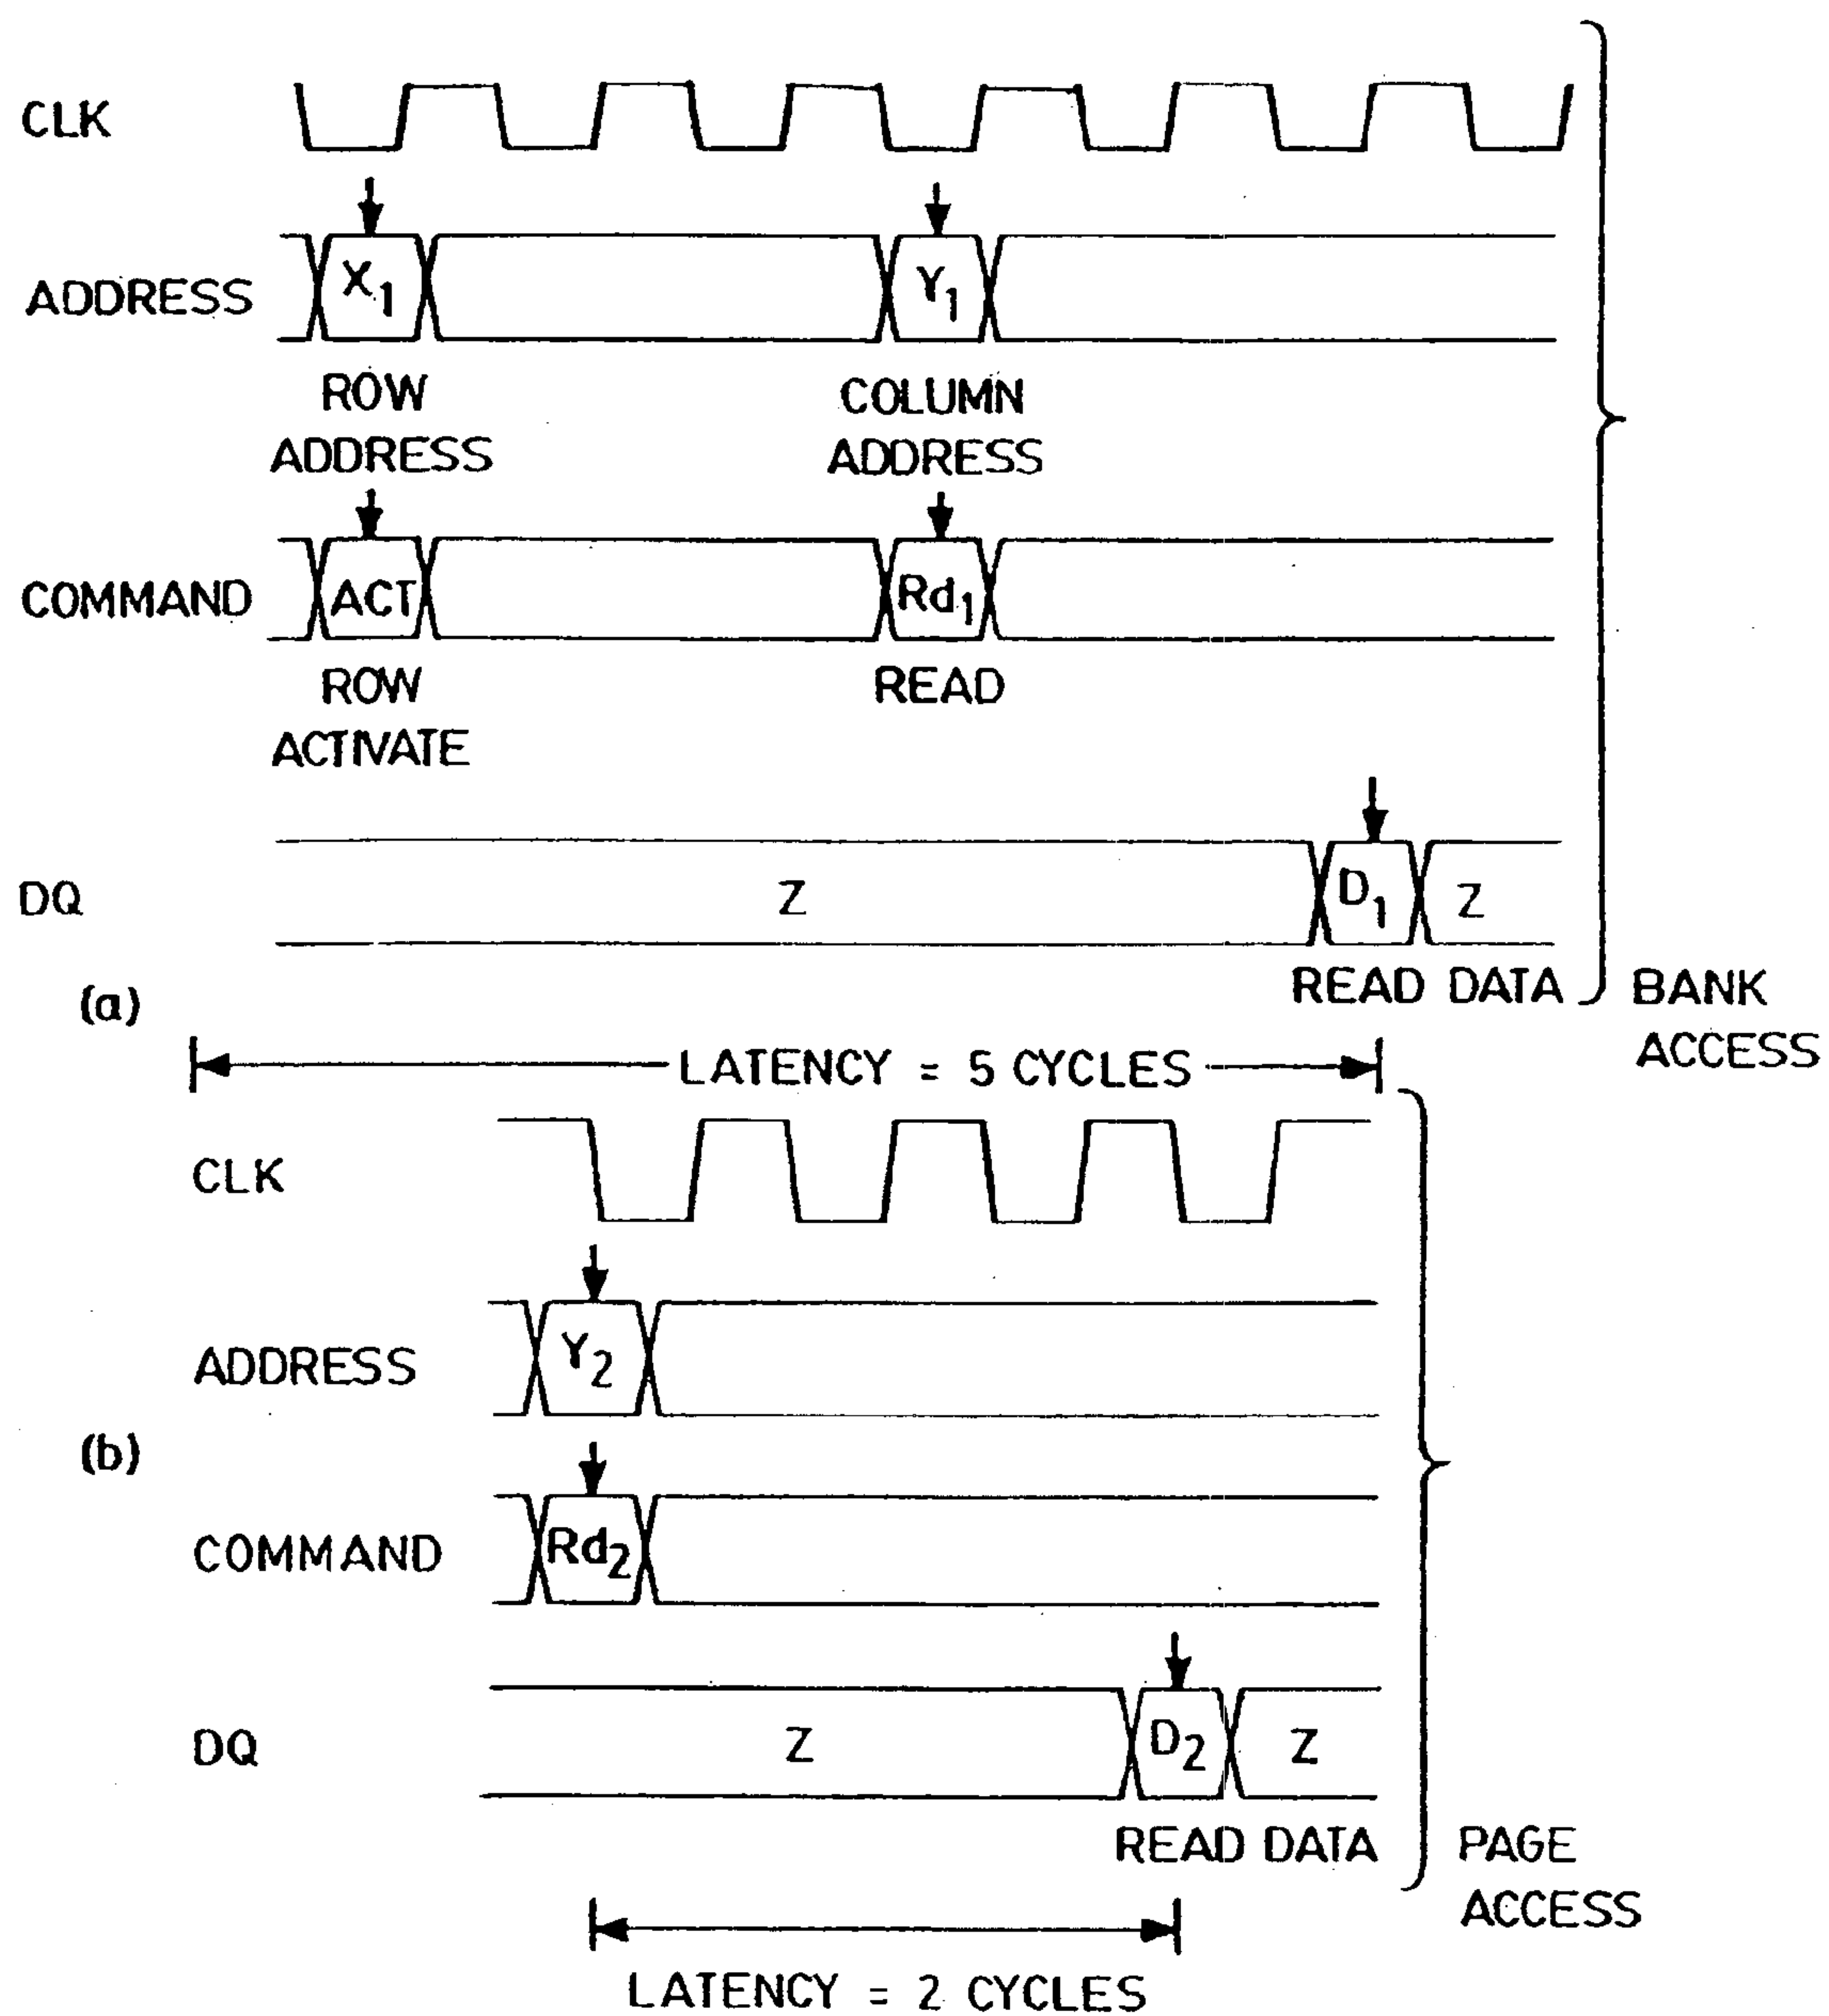 CLK
ADDRESS X1 Y1
ROW ADDRESS
COLUMN ADDRESS
COMMAND ACT Rd1
ROW ACTIVATE
READ
DQ Z D1 Z
READ DATA
BANK ACCESS
(a)
LATENCY = 5 CYCLES
CLK
ADDRESS Y2
(b)
COMMAND Rd2
DQ Z D2 Z
READ DATA
PAGE ACCESS
LATENCY = 2 CYCLES